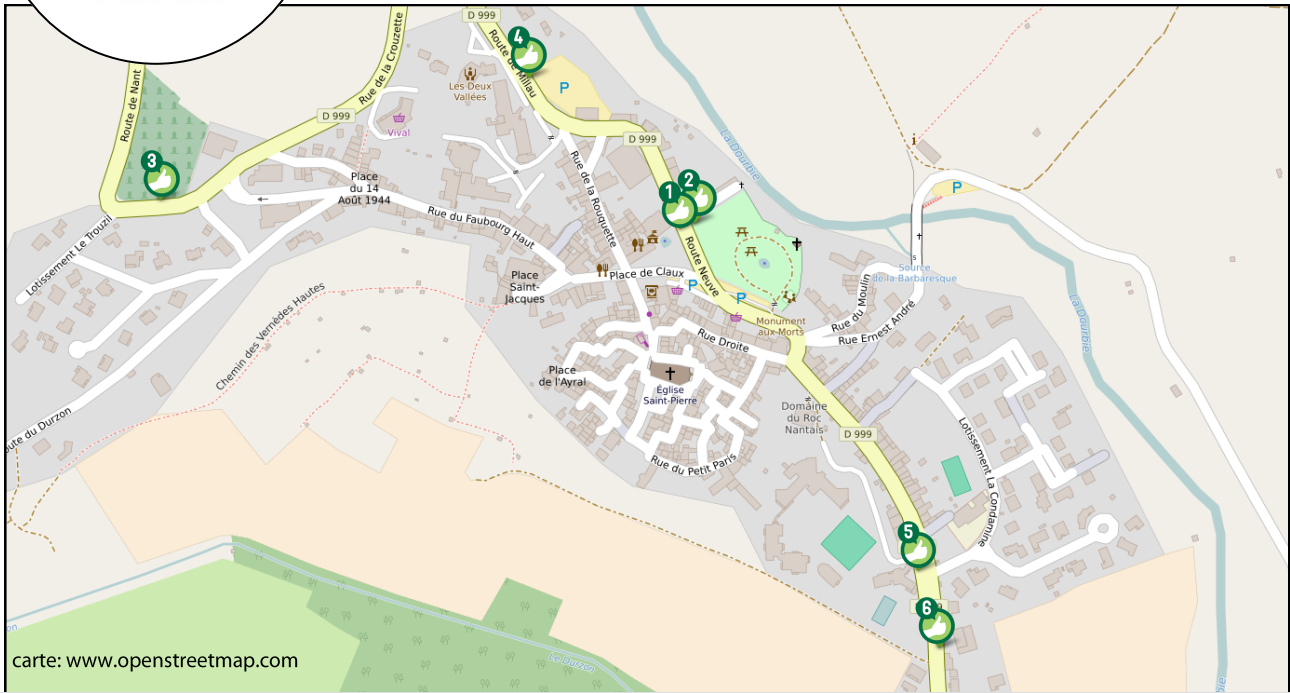 D 999
4
Route de Millau
Rue de la Crouzette
Les Deux
Vallées
P
Route de Nant
D 999
Vival
D 999
La Dourbie
3
Place
du 14
Août 1944
Rue de la Rouquette
1
2
P
Rue du Faubourg Haut
Lotissement Le Trouzil
Route Neuve
Place
Saint-
Jacques
Place de Claux
P
P
Source
de la Barbaresque
Rue du Moulin
Rue Ernest André
La Dourbie
Monument
aux Morts
Chemin des Vernèdes Hautes
Rue Droite
Place
de l'Ayral
Église
Saint-Pierre
Domaine
du Roc
Nantais
D 999
oute du Durzon
Rue du Petit Paris
Lotissement La Condamine
5
6
Le Durzon
carte: www.openstreetmap.com